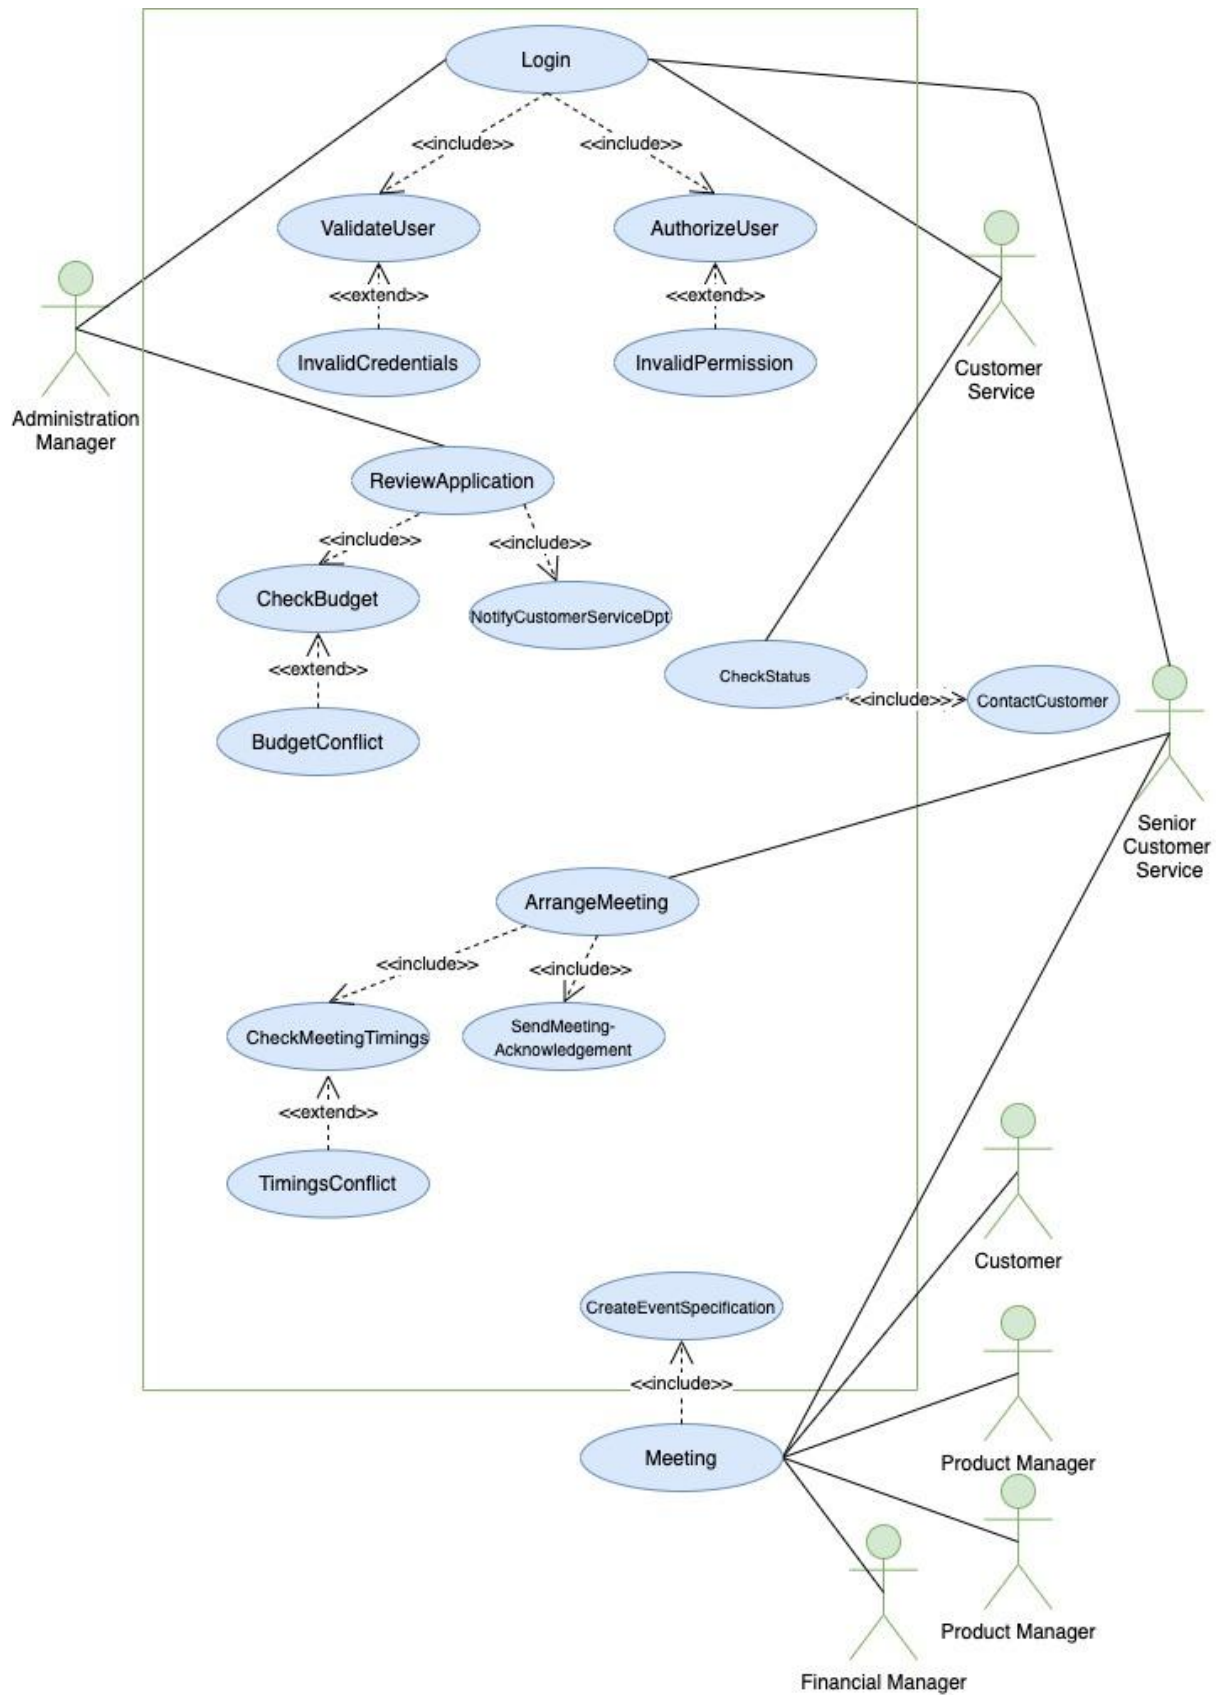 Login
<<include>>
<<include>>
ValidateUser
AuthorizeUser
<<extend>>
<<extend>>
InvalidCredentials
InvalidPermission
Customer
Service
Administration
Manager
ReviewApplication
<<include>>
<<include>>
CheckBudget
NotifyCustomerServiceDpt
<<extend>>
CheckStatus
<<include>>
ContactCustomer
BudgetConflict
Senior
Customer
Service
ArrangeMeeting
<<include>>
<<include>>
CheckMeetingTimings
SendMeeting-
Acknowledgement
<<extend>>
TimingsConflict
Customer
CreateEventSpecification
<<include>>
Meeting
Product Manager
Product Manager
Financial Manager